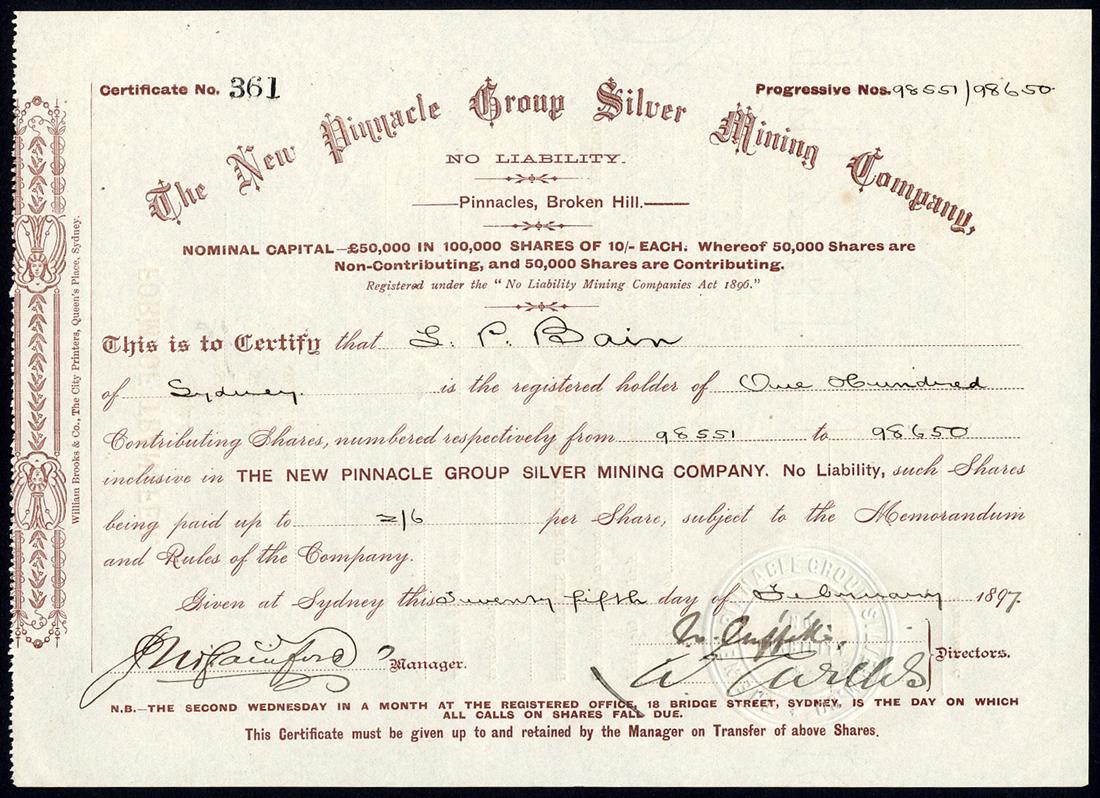 Certificate No. 361
Progressive Nos. 98551/98650
The New Pinnacle Group Silver Mining Company,
NO LIABILITY.
Pinnacles, Broken Hill.
NOMINAL CAPITAL—£50,000 IN 100,000 SHARES OF 10/- EACH. Whereof 50,000 Shares are
Non-Contributing, and 50,000 Shares are Contributing.
Registered under the "No Liability Mining Companies Act 1896."
This is to Certify that L. P. Bain
of Sydney is the registered holder of One Hundred
Contributing Shares, numbered respectively from 98551 to 98650
inclusive in THE NEW PINNACLE GROUP SILVER MINING COMPANY. No Liability, such Shares
being paid up to 2/6 per Share, subject to the Memorandum
and Rules of the Company.
Given at Sydney this Twenty fifth day of February 1897.
Manager.
Directors.
N.B.—THE SECOND WEDNESDAY IN A MONTH AT THE REGISTERED OFFICE, 18 BRIDGE STREET, SYDNEY, IS THE DAY ON WHICH
ALL CALLS ON SHARES FALL DUE.
This Certificate must be given up to and retained by the Manager on Transfer of above Shares.
William Brooks & Co., The City Printers, Queen's Place, Sydney.